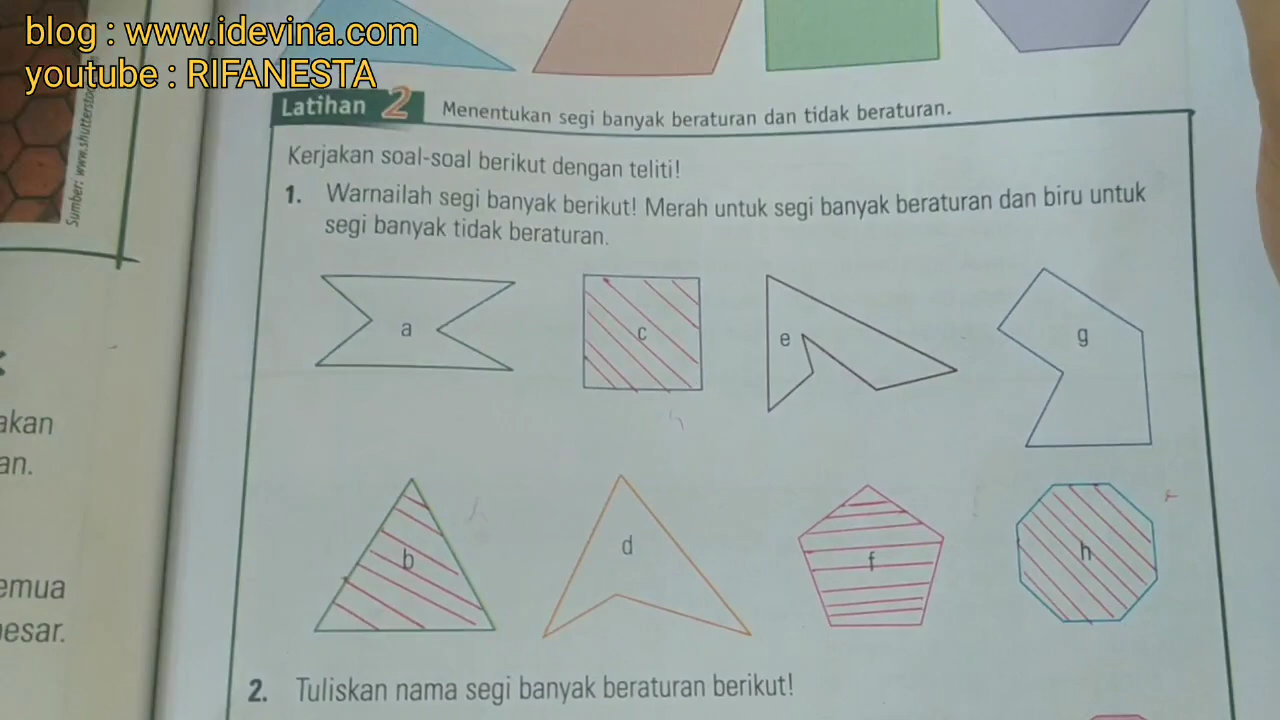 blog : www.idevina.com
youtube : RIFANESTA
Latihan 2 Menentukan segi banyak beraturan dan tidak beraturan.
Kerjakan soal-soal berikut dengan teliti!
1. Warnailah segi banyak berikut! Merah untuk segi banyak beraturan dan biru untuk
segi banyak tidak beraturan.
a c e g
b d f h
2. Tuliskan nama segi banyak beraturan berikut!
Sumber: www.shutterstoc
akan
an.
emua
esar.